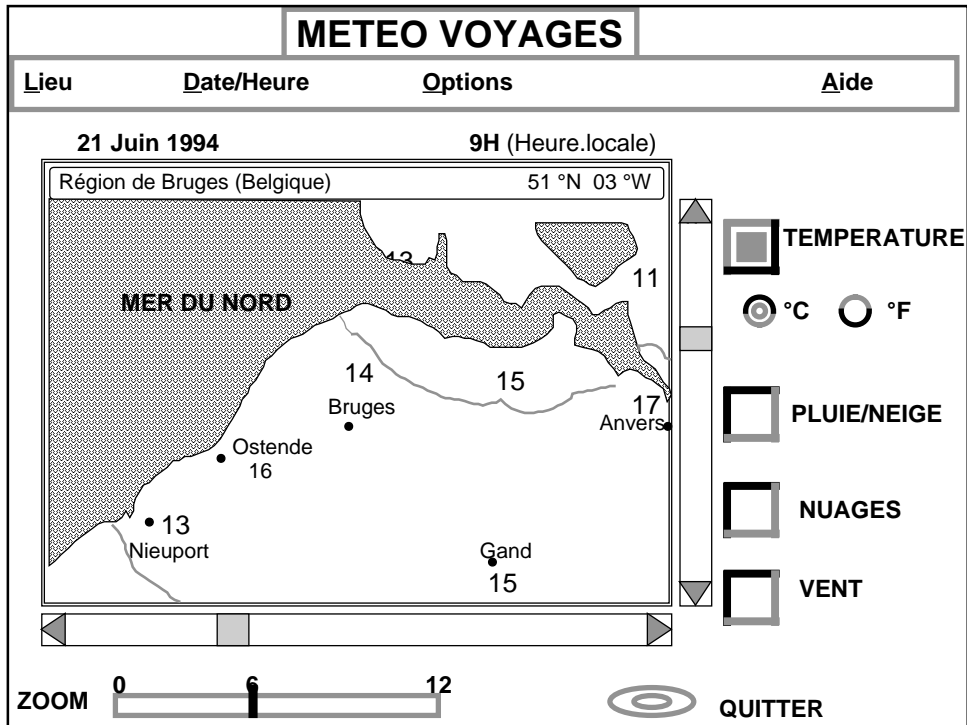 METEO VOYAGES
Lieu Date/Heure Options Aide
21 Juin 1994 9H (Heure.locale)
Région de Bruges (Belgique) 51 °N 03 °W
TEMPERATURE
13
11
MER DU NORD
°C °F
14
15
Bruges
17
Anvers
PLUIE/NEIGE
Ostende
16
NUAGES
13
Nieuport
Gand
15
VENT
0 6 12
ZOOM
QUITTER